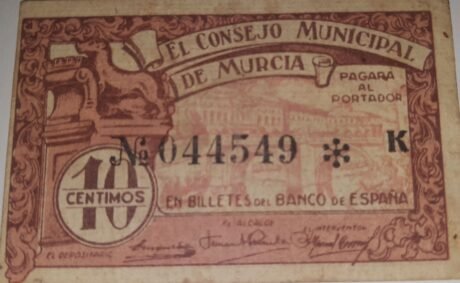 EL CONSEJO MUNICIPAL
DE MURCIA
PAGARA
AL
PORTADOR
№ 044549 * K
10
CENTIMOS
EN BILLETES DEL BANCO DE ESPAÑA
EL ALCALDE
INTERVENTOR
EL DEPOSITARIO